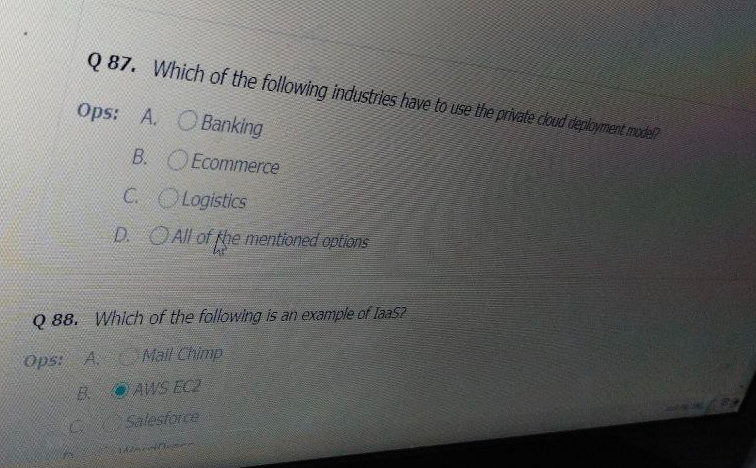 Q 87. Which of the following industries have to use the private cloud deployment model?
Ops: A. Banking
B. Ecommerce
C. Logistics
D. All of the mentioned options
Q 88. Which of the following is an example of IaaS?
Ops: A. Mail Chimp
B. AWS EC2
C. Salesforce